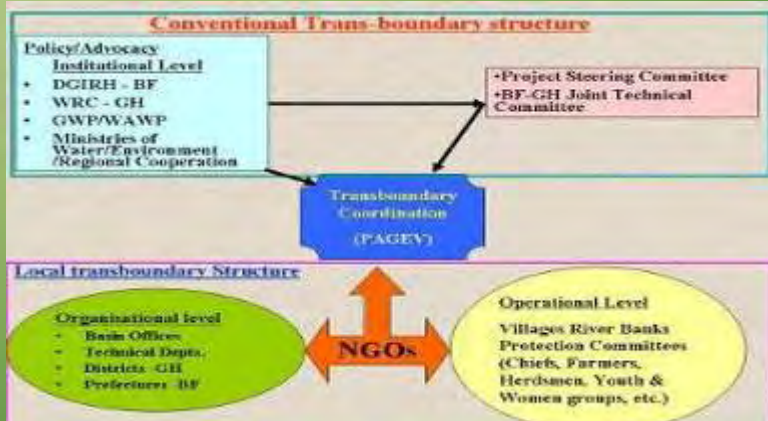 Conventional Trans-boundary structure
Policy/Advocacy
Institutional Level
• DGIRH - BF
• WRC - GH
• GWP/WAWP
• Ministries of
Water/Environment
/Regional Cooperation
•Project Steering Committee
•BF-GH Joint Technical
Committee
Transboundary
Coordination
(PAGEV)
Local transboundary Structure
Organisational level
• Basin Offices
• Technical Depts.
• Districts -GH
• Prefectures -BF
NGOs
Operational Level
Villages River Banks
Protection Committees
(Chiefs, Farmers,
Herdsmen, Youth &
Women groups, etc.)